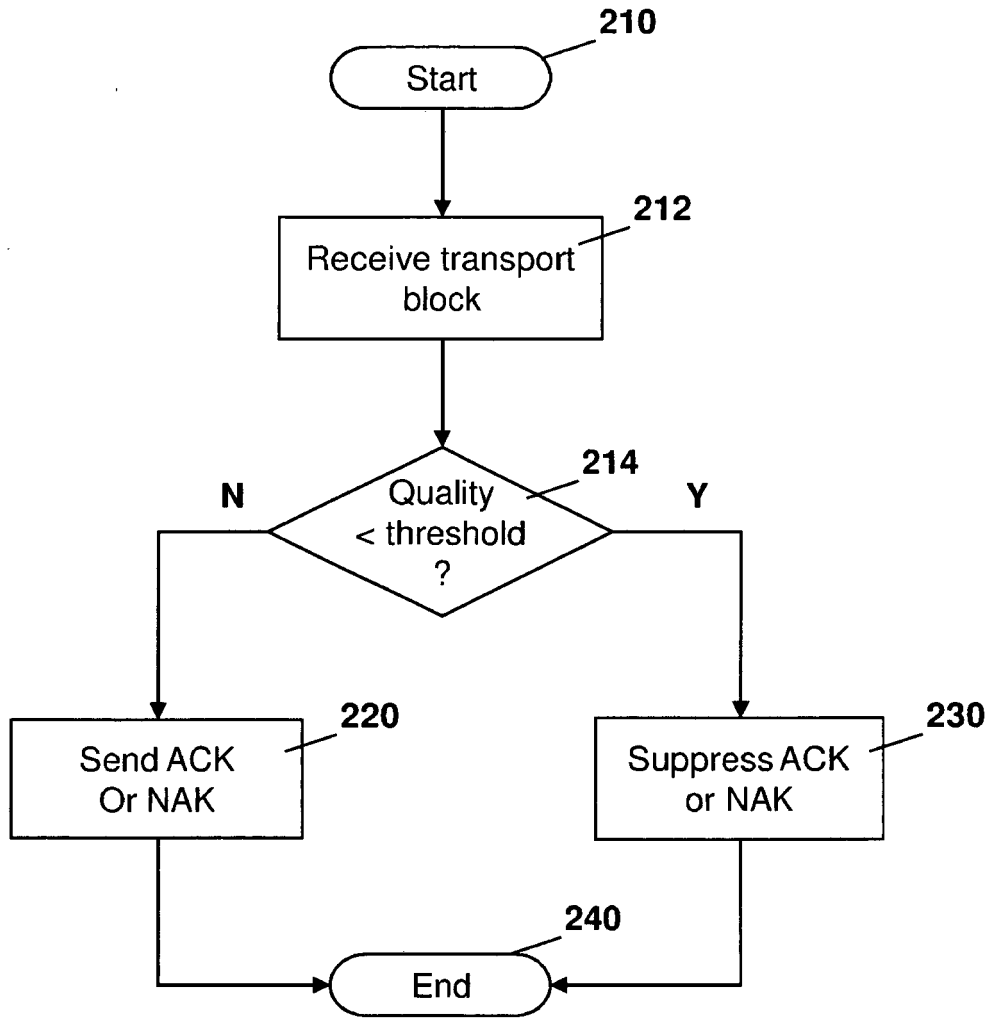 210
Start
212
Receive transport
block
214
N
Quality
Y
< threshold
?
220
230
Send ACK
Or NAK
Suppress ACK
or NAK
240
End